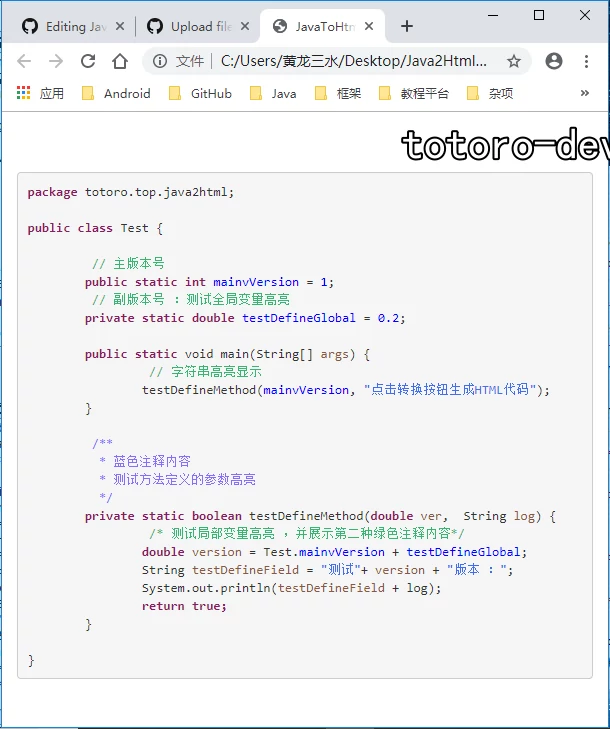 Editing Jav
Upload file
JavaToHtm
文件 | C:/Users/黄龙三水/Desktop/Java2Html...
应用 Android GitHub Java 框架 教程平台 杂项 »
totoro-dev
package totoro.top.java2html;
public class Test {
// 主版本号
public static int mainvVersion = 1;
// 副版本号 : 测试全局变量高亮
private static double testDefineGlobal = 0.2;
public static void main(String[] args) {
// 字符串高亮显示
testDefineMethod(mainvVersion, "点击转换按钮生成HTML代码");
}
/**
* 蓝色注释内容
* 测试方法定义的参数高亮
*/
private static boolean testDefineMethod(double ver,  String log) {
/* 测试局部变量高亮 ，并展示第二种绿色注释内容*/
double version = Test.mainvVersion + testDefineGlobal;
String testDefineField = "测试"+ version + "版本 : ";
System.out.println(testDefineField + log);
return true;
}
}